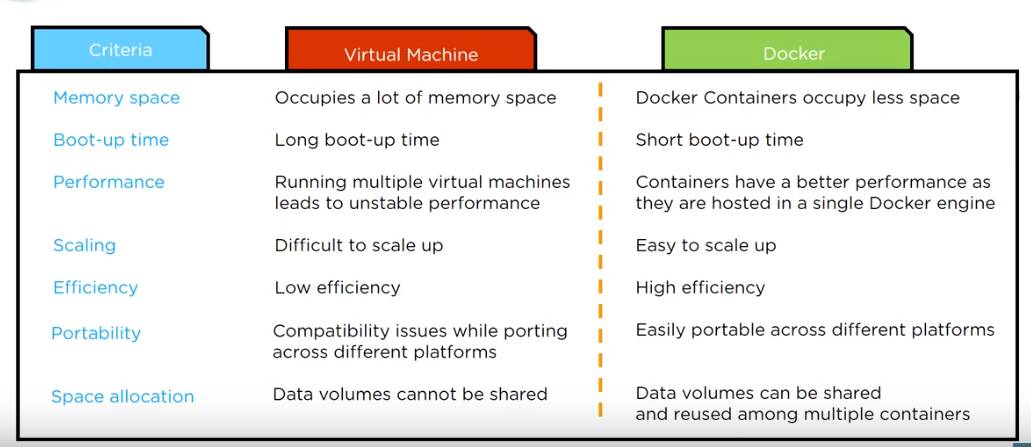 Criteria Virtual Machine Docker
Memory space Occupies a lot of memory space Docker Containers occupy less space
Boot-up time Long boot-up time Short boot-up time
Performance Running multiple virtual machines Containers have a better performance as
leads to unstable performance they are hosted in a single Docker engine
Scaling Difficult to scale up Easy to scale up
Efficiency Low efficiency High efficiency
Portability Compatibility issues while porting Easily portable across different platforms
across different platforms
Space allocation Data volumes cannot be shared Data volumes can be shared
and reused among multiple containers